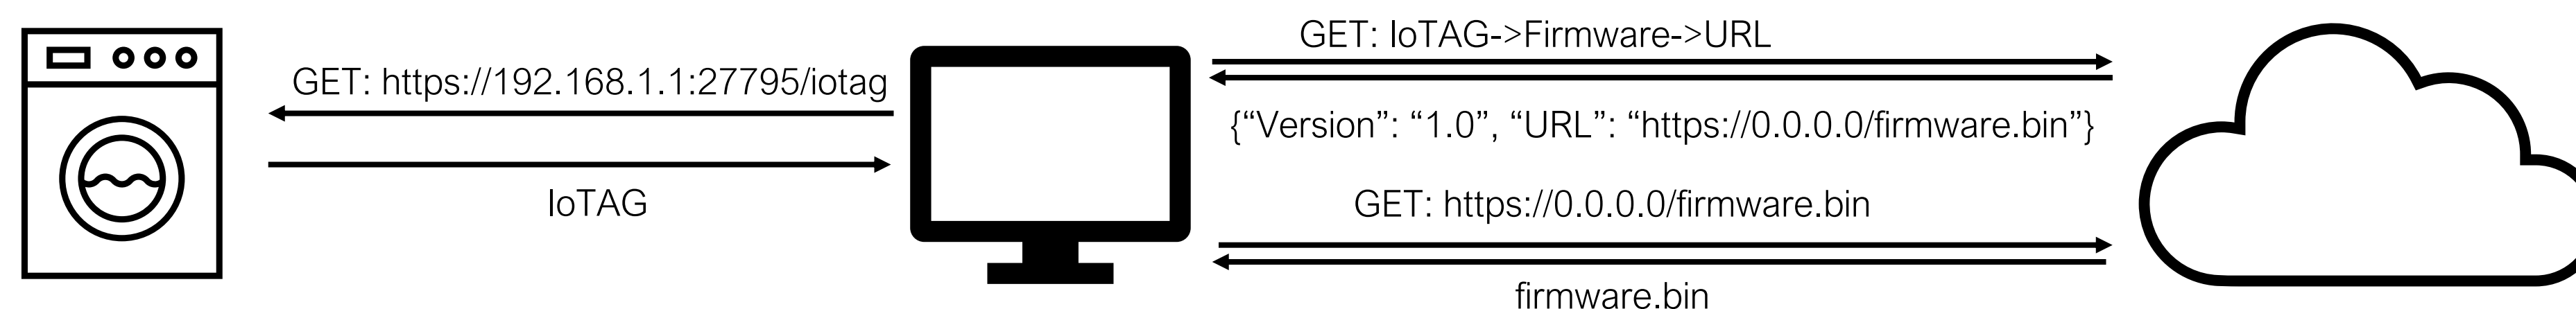 GET: https://192.168.1.1:27795/iotag
IoTAG
GET: IoTAG->Firmware->URL
{“Version”: “1.0”, “URL”: “https://0.0.0.0/firmware.bin”}
GET: https://0.0.0.0/firmware.bin
firmware.bin